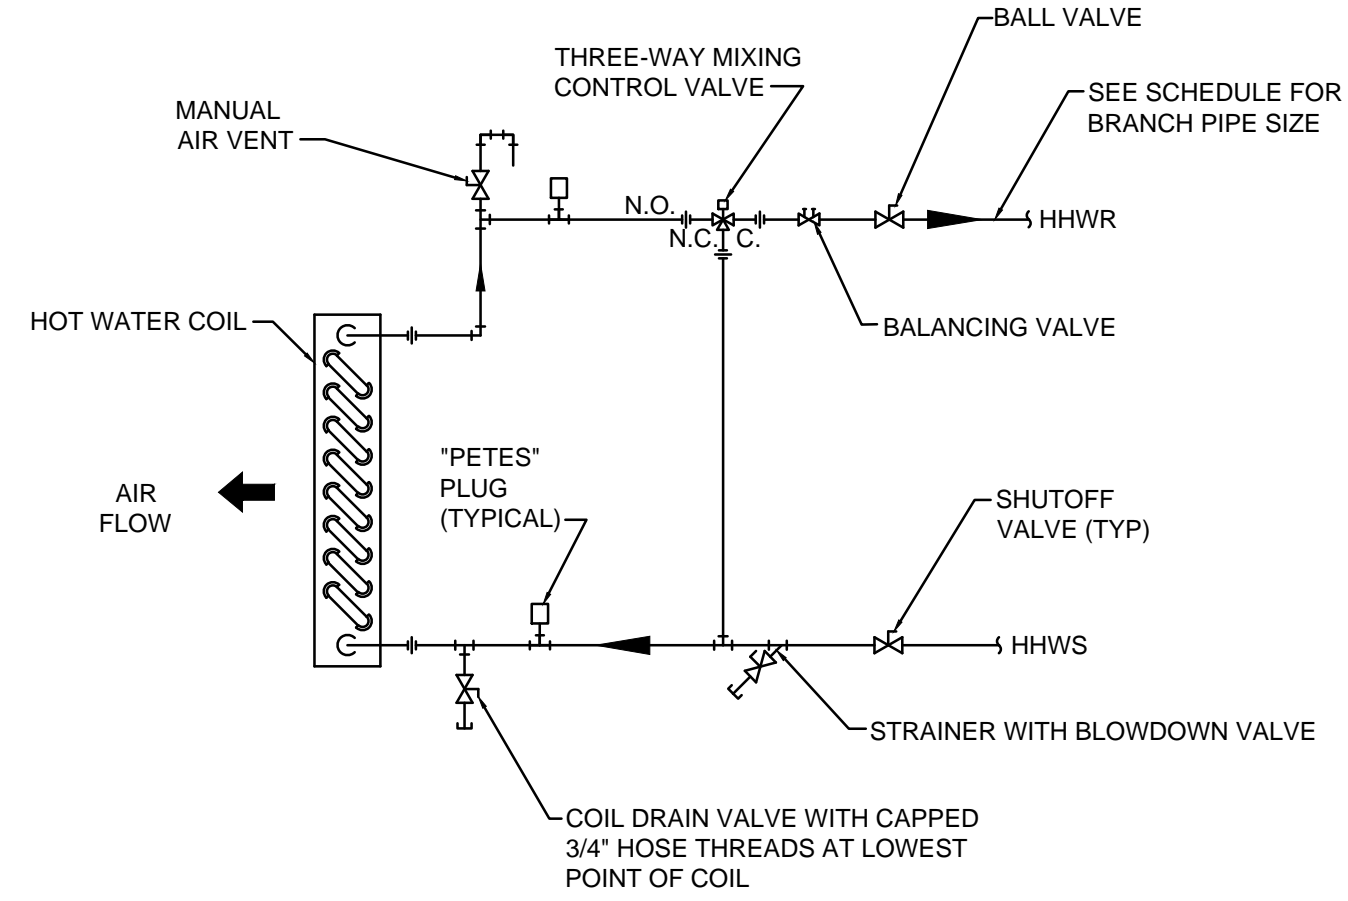 BALL VALVE
THREE-WAY MIXING
CONTROL VALVE
SEE SCHEDULE FOR
BRANCH PIPE SIZE
MANUAL
AIR VENT
N.O.
HHWR
N.C.
C.
HOT WATER COIL
BALANCING VALVE
"PETES"
PLUG
(TYPICAL)
AIR
FLOW
SHUTOFF
VALVE (TYP)
HHWS
STRAINER WITH BLOWDOWN VALVE
COIL DRAIN VALVE WITH CAPPED
3/4" HOSE THREADS AT LOWEST
POINT OF COIL